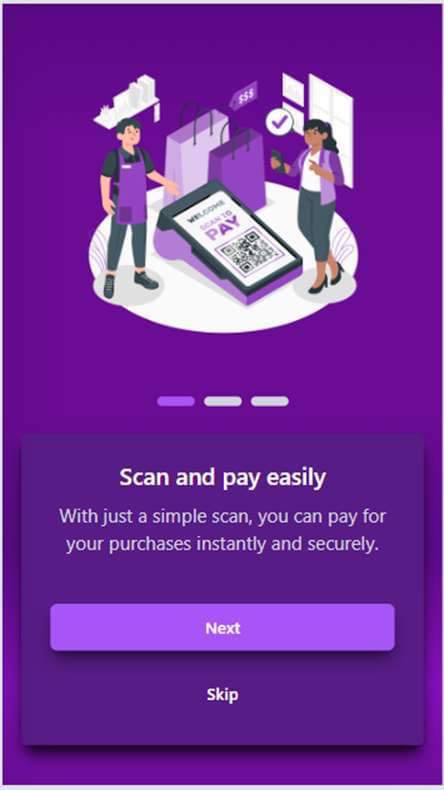 $$$
WELCOME
SCAN TO
PAY
Scan and pay easily
With just a simple scan, you can pay for
your purchases instantly and securely.
Next
Skip